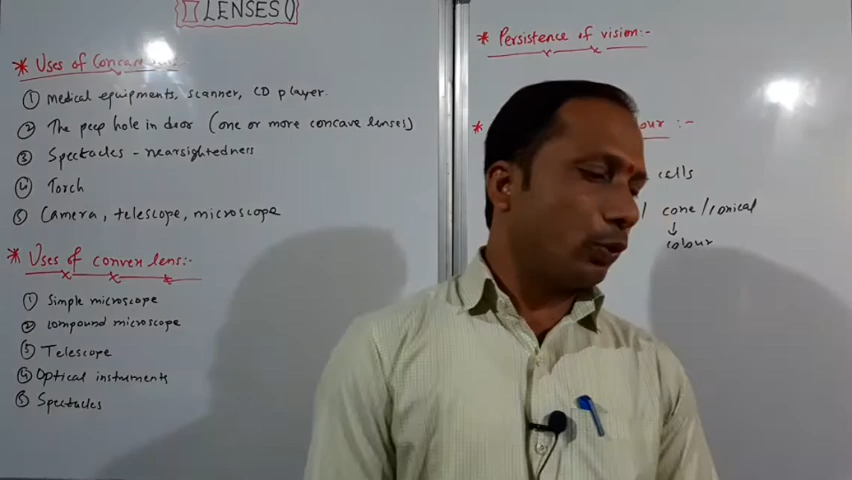 LENSES
* Uses of Concave
① Medical equipments, scanner, CD player.
② The peep hole in door (one or more concave lenses)
③ Spectacles - nearsightedness
④ Torch
⑤ Camera, telescope, microscope
* Uses of convex lens:-
① Simple microscope
② compound microscope
③ Telescope
④ Optical instruments
⑤ Spectacles
* Persistence of vision:-
* our :-
cells
cone/conical
↓
colour